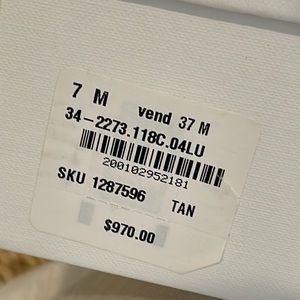 7 M vend 37 M
34-2273.118C.04LU
200102952181
SKU 1287596 TAN
$970.00